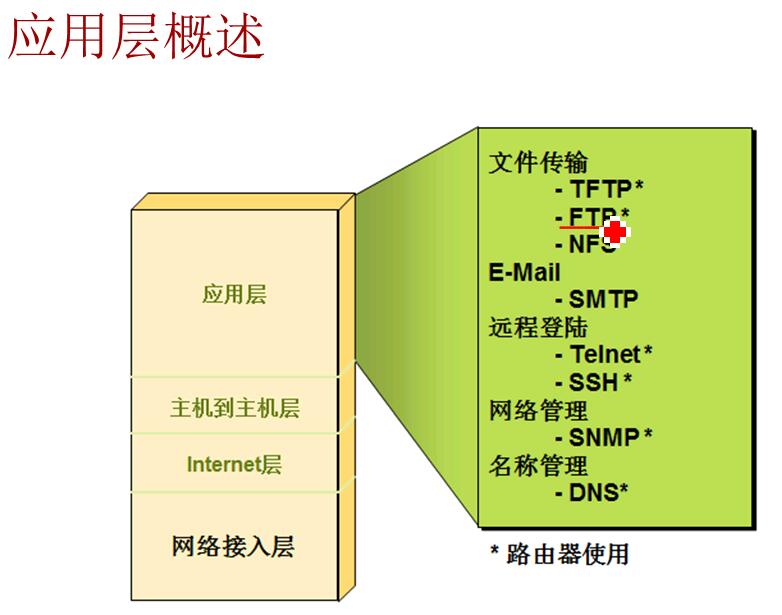 应用层概述
应用层
主机到主机层
Internet层
网络接入层
文件传输
- TFTP*
- FTP*
- NFS
E-Mail
- SMTP
远程登陆
- Telnet*
- SSH *
网络管理
- SNMP *
名称管理
- DNS*
* 路由器使用